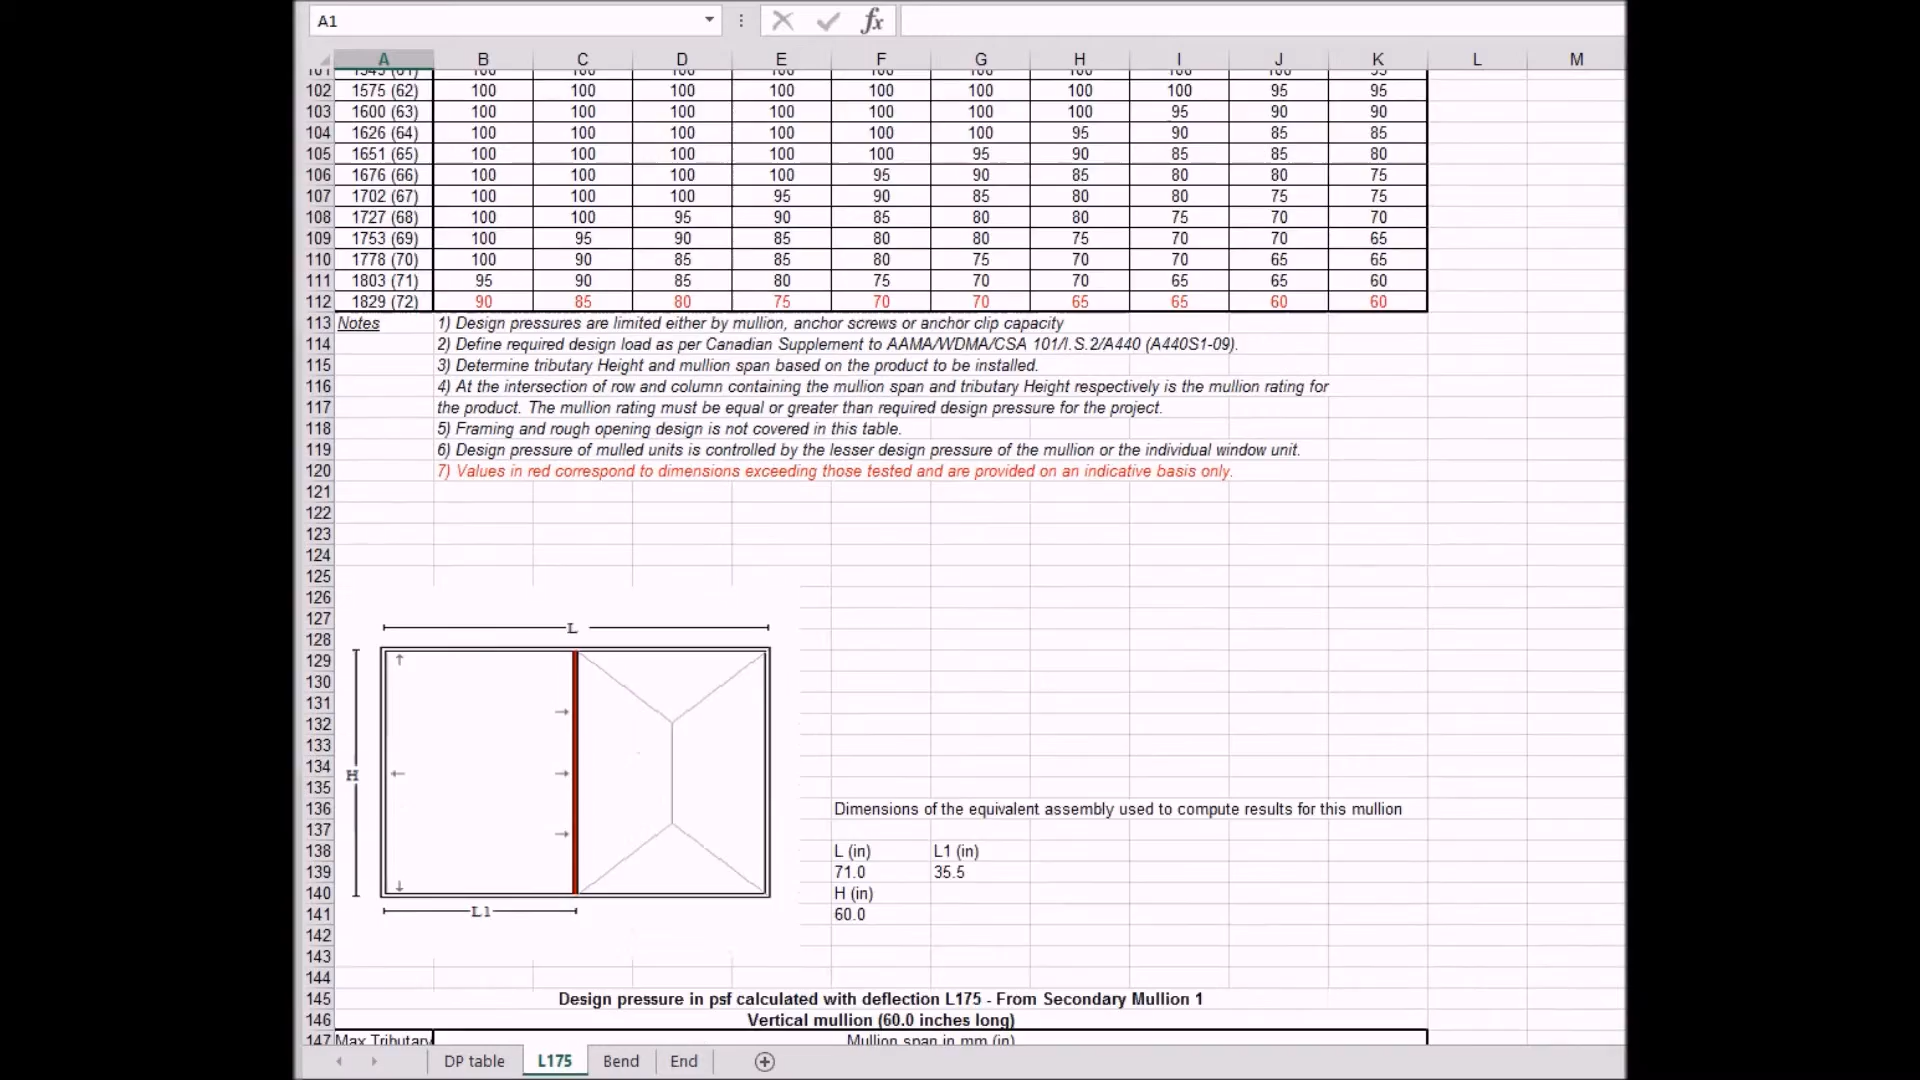 A1
fx
A B C D E F G H I J K L M
102 1575 (62) 100 100 100 100 100 100 100 100 95 95
103 1600 (63) 100 100 100 100 100 100 100 95 90 90
104 1626 (64) 100 100 100 100 100 100 95 90 85 85
105 1651 (65) 100 100 100 100 100 95 90 85 85 80
106 1676 (66) 100 100 100 100 95 90 85 80 80 75
107 1702 (67) 100 100 100 95 90 85 80 80 75 75
108 1727 (68) 100 100 95 90 85 80 80 75 70 70
109 1753 (69) 100 95 90 85 80 80 75 70 70 65
110 1778 (70) 100 90 85 85 80 75 70 70 65 65
111 1803 (71) 95 90 85 80 75 70 70 65 65 60
112 1829 (72) 90 85 80 75 70 70 65 65 60 60
113 Notes 1) Design pressures are limited either by mullion, anchor screws or anchor clip capacity
114 2) Define required design load as per Canadian Supplement to AAMA/WDMA/CSA 101/I.S.2/A440 (A440S1-09).
115 3) Determine tributary Height and mullion span based on the product to be installed.
116 4) At the intersection of row and column containing the mullion span and tributary Height respectively is the mullion rating for
117 the product. The mullion rating must be equal or greater than required design pressure for the project.
118 5) Framing and rough opening design is not covered in this table.
119 6) Design pressure of mulled units is controlled by the lesser design pressure of the mullion or the individual window unit.
120 7) Values in red correspond to dimensions exceeding those tested and are provided on an indicative basis only.
121
122
123
124
125
126
127
L
128
129
130
131
132
133
134
H
135
136 Dimensions of the equivalent assembly used to compute results for this mullion
137
138 L (in) L1 (in)
139 71.0 35.5
140 H (in)
141 60.0
L1
142
143
144
145 Design pressure in psf calculated with deflection L175 - From Secondary Mullion 1
146 Vertical mullion (60.0 inches long)
147 Max Tributary Mullion span in mm (in)
DP table L175 Bend End